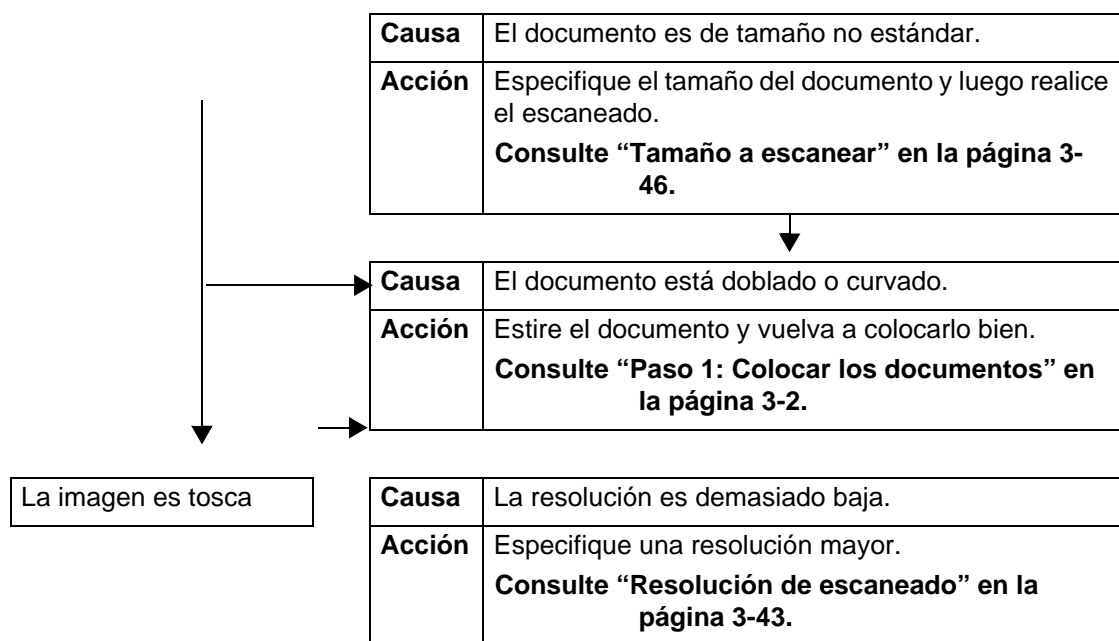 Causa El documento es de tamaño no estándar.
Acción Especifique el tamaño del documento y luego realice
el escaneado.
Consulte “Tamaño a escanear” en la página 3-
46.
Causa El documento está doblado o curvado.
Acción Estire el documento y vuelva a colocarlo bien.
Consulte “Paso 1: Colocar los documentos” en
la página 3-2.
La imagen es tosca
Causa La resolución es demasiado baja.
Acción Especifique una resolución mayor.
Consulte “Resolución de escaneado” en la
página 3-43.